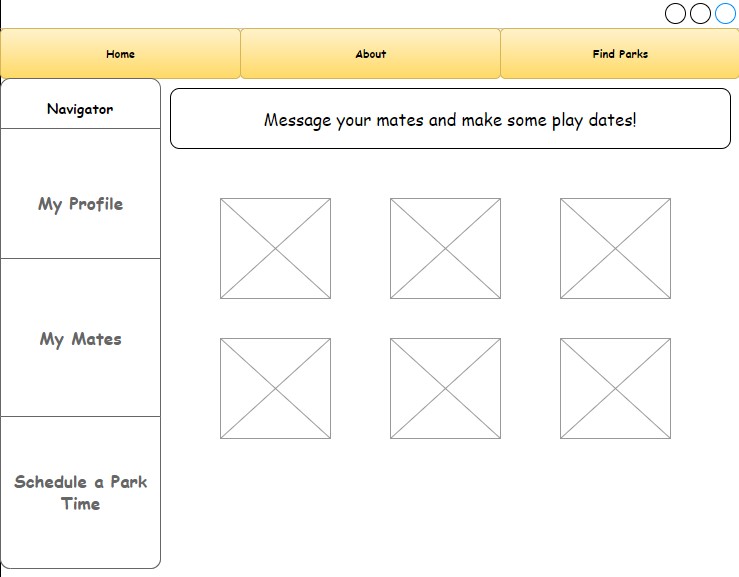 Home
About
Find Parks
Navigator
Message your mates and make some play dates!
My Profile
My Mates
Schedule a Park
Time